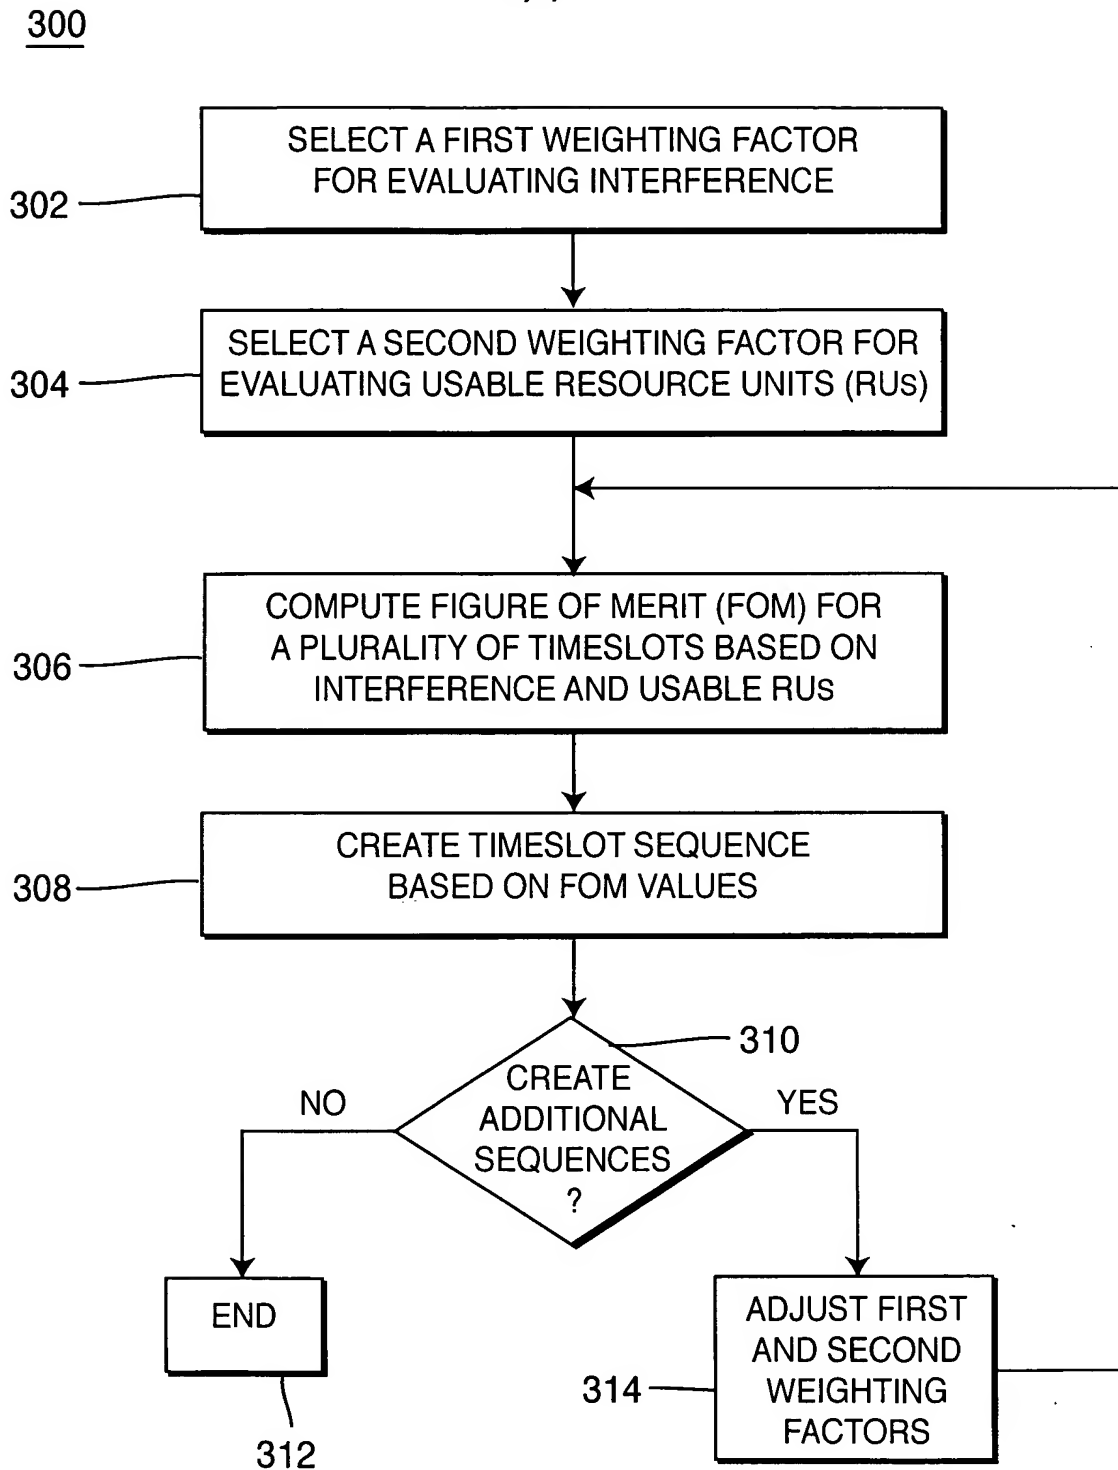 300
SELECT A FIRST WEIGHTING FACTOR
FOR EVALUATING INTERFERENCE
302
SELECT A SECOND WEIGHTING FACTOR FOR
EVALUATING USABLE RESOURCE UNITS (RUs)
304
COMPUTE FIGURE OF MERIT (FOM) FOR
A PLURALITY OF TIMESLOTS BASED ON
INTERFERENCE AND USABLE RUs
306
CREATE TIMESLOT SEQUENCE
BASED ON FOM VALUES
308
310
CREATE
ADDITIONAL
SEQUENCES
?
NO
YES
END
312
ADJUST FIRST
AND SECOND
WEIGHTING
FACTORS
314